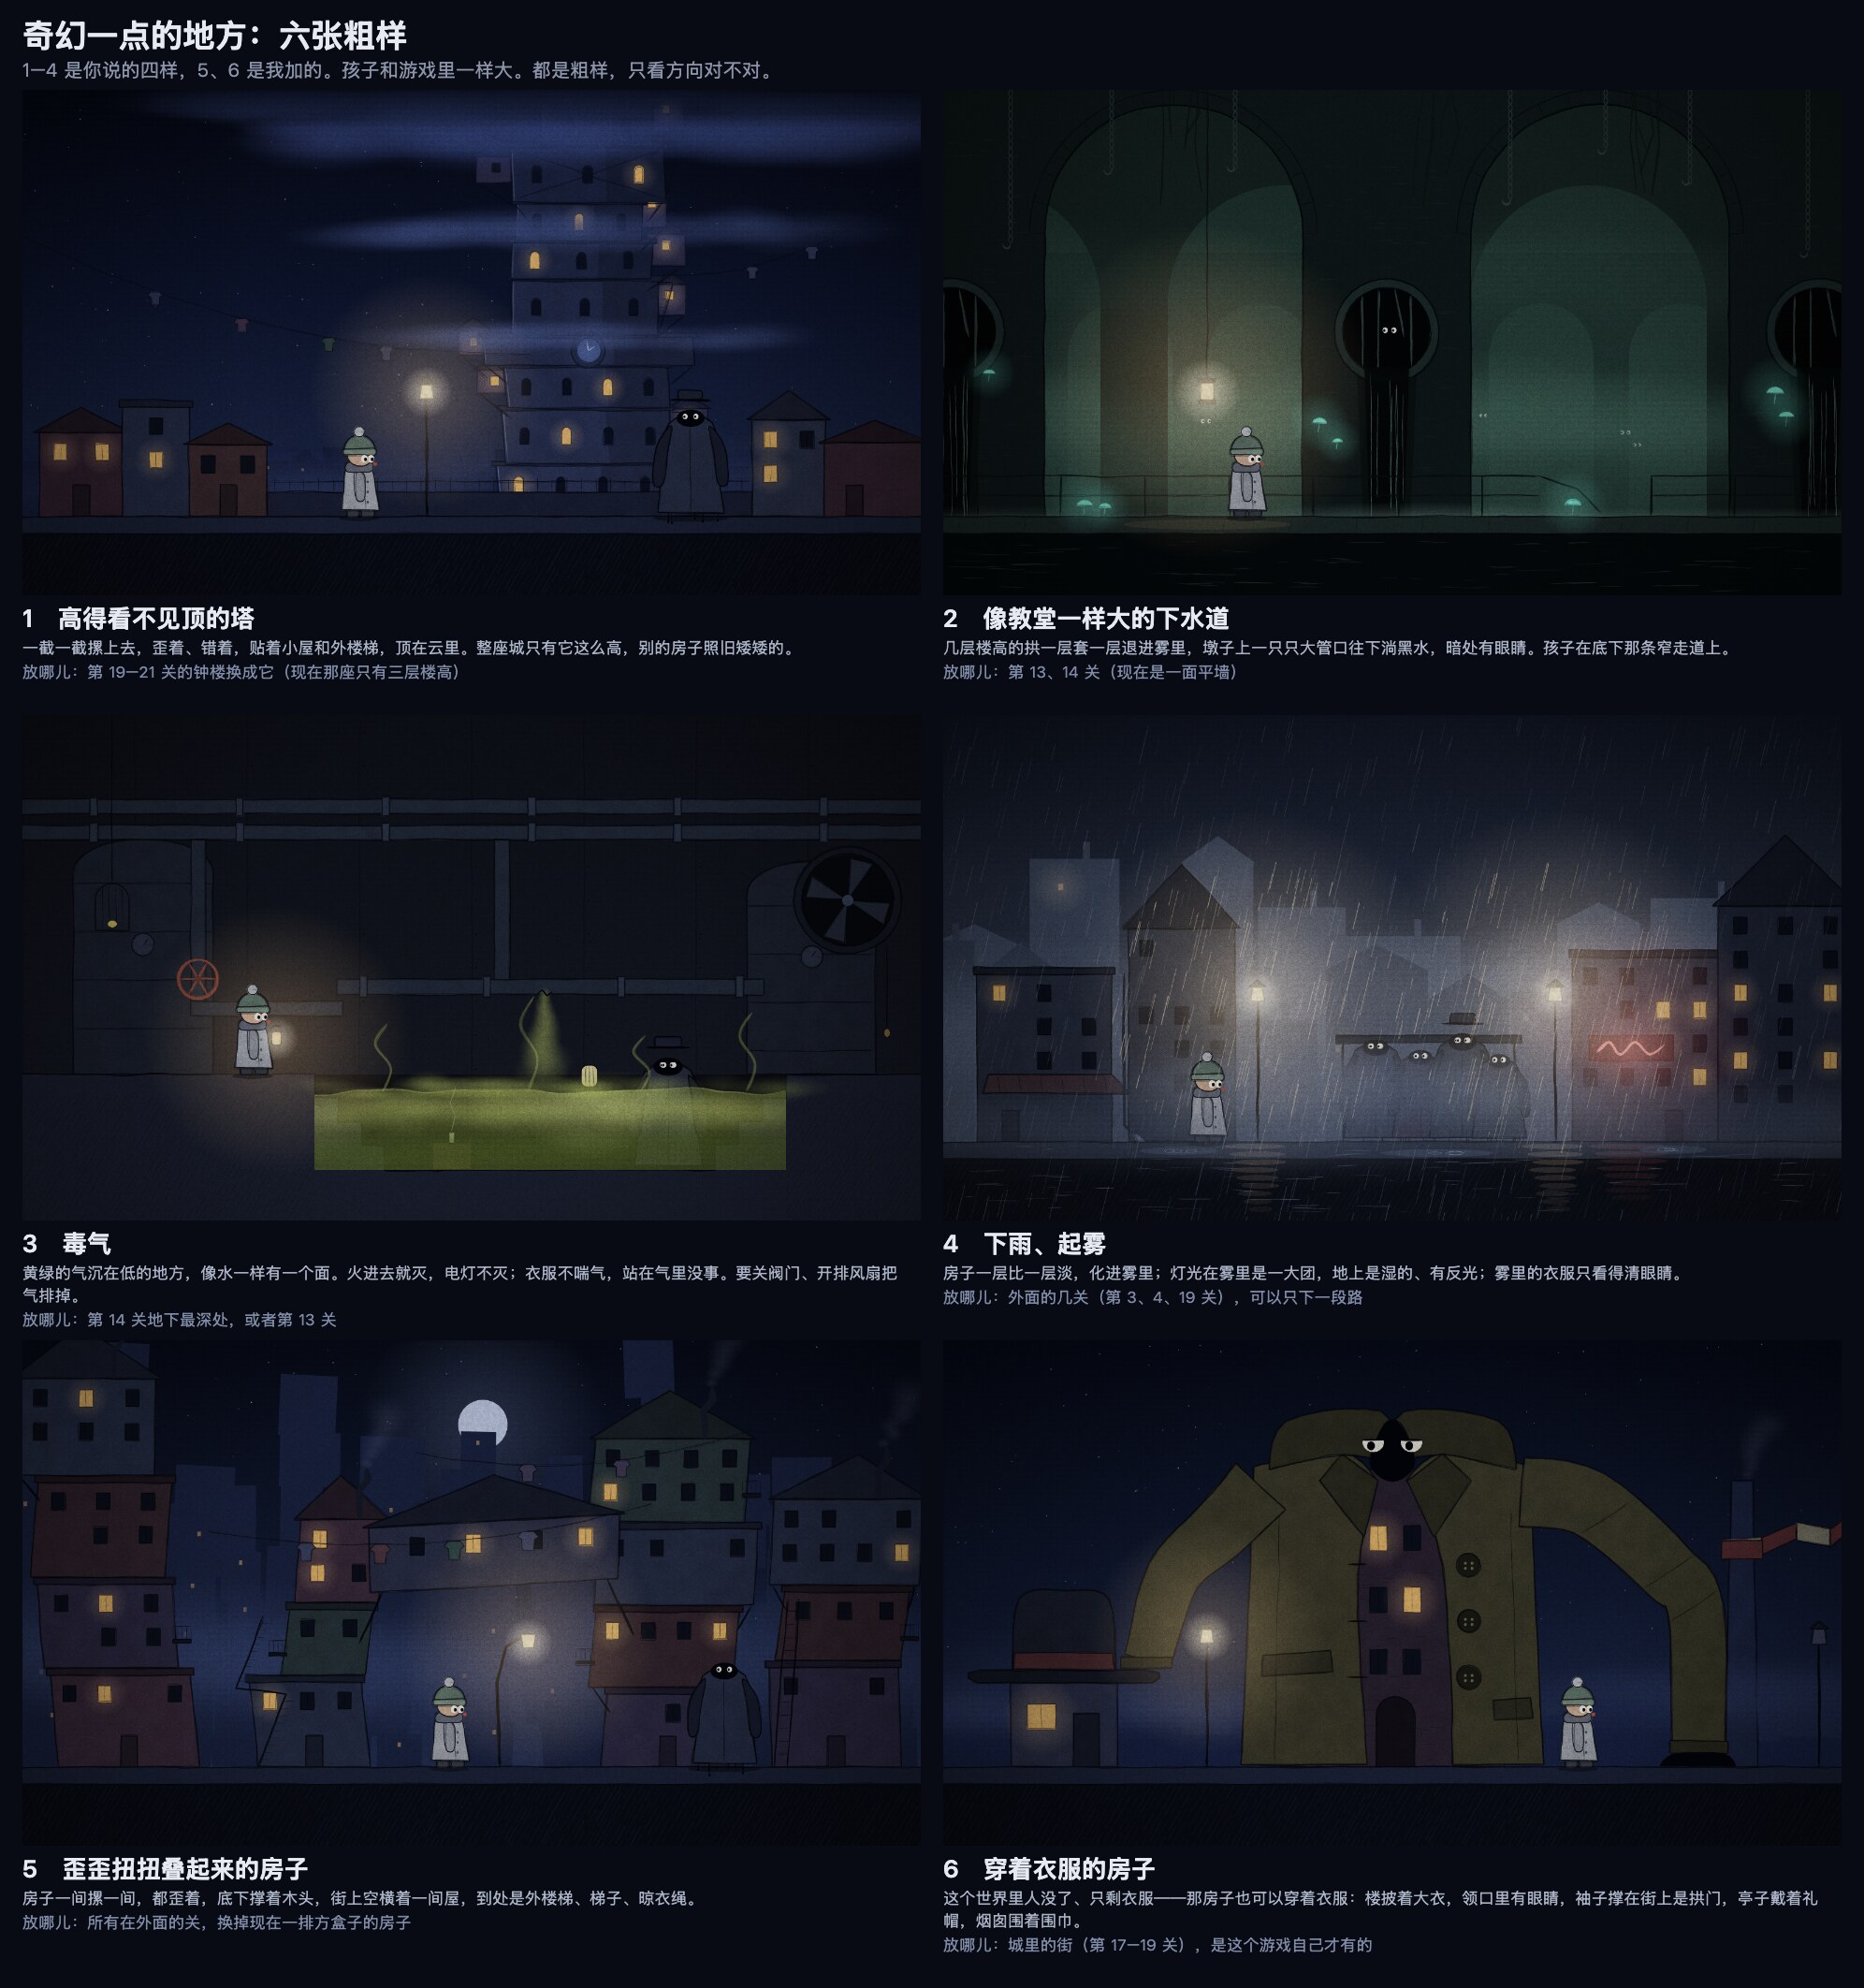 奇幻一点的地方：六张粗样
1—4 是你说的四样，5、6 是我加的。孩子和游戏里一样大。都是粗样，只看方向对不对。
1 高得看不见顶的塔
一截一截摞上去，歪着、错着，贴着小屋和外楼梯，顶在云里。整座城只有它这么高，别的房子照旧矮矮的。
放哪儿：第 19—21 关的钟楼换成它（现在那座只有三层楼高）
2 像教堂一样大的下水道
几层楼高的拱一层套一层退进雾里，墩子上一只只大管口往下淌黑水，暗处有眼睛。孩子在底下那条窄走道上。
放哪儿：第 13、14 关（现在是一面平墙）
3 毒气
黄绿的气沉在低的地方，像水一样有一个面。火进去就灭，电灯不灭；衣服不喘气，站在气里没事。要关阀门、开排风扇把
气排掉。
放哪儿：第 14 关地下最深处，或者第 13 关
4 下雨、起雾
房子一层比一层淡，化进雾里；灯光在雾里是一大团，地上是湿的、有反光；雾里的衣服只看得清眼睛。
放哪儿：外面的几关（第 3、4、19 关），可以只下一段路
5 歪歪扭扭叠起来的房子
房子一间摞一间，都歪着，底下撑着木头，街上空横着一间屋，到处是外楼梯、梯子、晾衣绳。
放哪儿：所有在外面的关，换掉现在一排方盒子的房子
6 穿着衣服的房子
这个世界里人没了、只剩衣服——那房子也可以穿着衣服：楼披着大衣，领口里有眼睛，袖子撑在街上是拱门，亭子戴着礼
帽，烟囱围着围巾。
放哪儿：城里的街（第 17—19 关），是这个游戏自己才有的